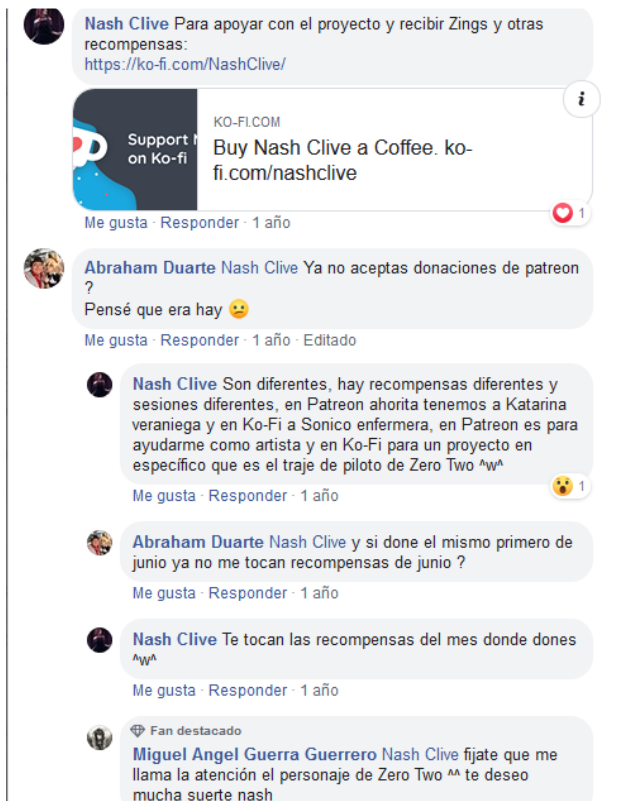 Nash Clive Para apoyar con el proyecto y recibir Zings y otras
recompensas:
https://ko-fi.com/NashClive/
Support
on Ko-fi
KO-FI.COM
Buy Nash Clive a Coffee. ko-
fi.com/nashclive
i
1
Me gusta · Responder · 1 año
Abraham Duarte Nash Clive Ya no aceptas donaciones de patreon
?
Pensé que era hay 😕
Me gusta · Responder · 1 año · Editado
Nash Clive Son diferentes, hay recompensas diferentes y
sesiones diferentes, en Patreon ahorita tenemos a Katarina
veraniega y en Ko-Fi a Sonico enfermera, en Patreon es para
ayudarme como artista y en Ko-Fi para un proyecto en
específico que es el traje de piloto de Zero Two ^w^
1
Me gusta · Responder · 1 año
Abraham Duarte Nash Clive y si done el mismo primero de
junio ya no me tocan recompensas de junio ?
Me gusta · Responder · 1 año
Nash Clive Te tocan las recompensas del mes donde dones
^w^
Me gusta · Responder · 1 año
Fan destacado
Miguel Angel Guerra Guerrero Nash Clive fijate que me
llama la atención el personaje de Zero Two ^^ te deseo
mucha suerte nash